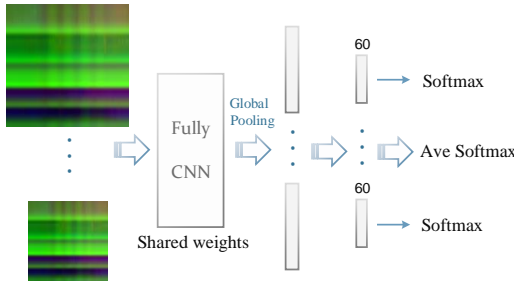 60
Softmax
Global
Pooling
Fully
CNN
Ave Softmax
60
Softmax
Shared weights